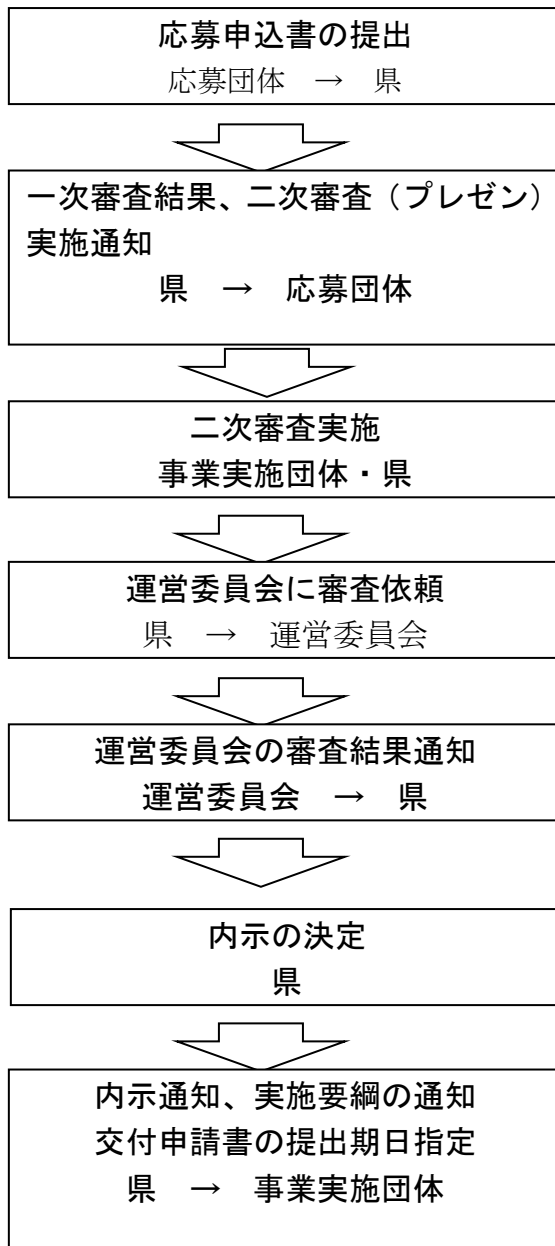 応募申込書の提出
応募団体　→　県
一次審査結果、二次審査（プレゼン）
実施通知
県　→　応募団体
二次審査実施
事業実施団体・県
運営委員会に審査依頼
県　→　運営委員会
運営委員会の審査結果通知
運営委員会　→　県
内示の決定
県
内示通知、実施要綱の通知
交付申請書の提出期日指定
県　→　事業実施団体